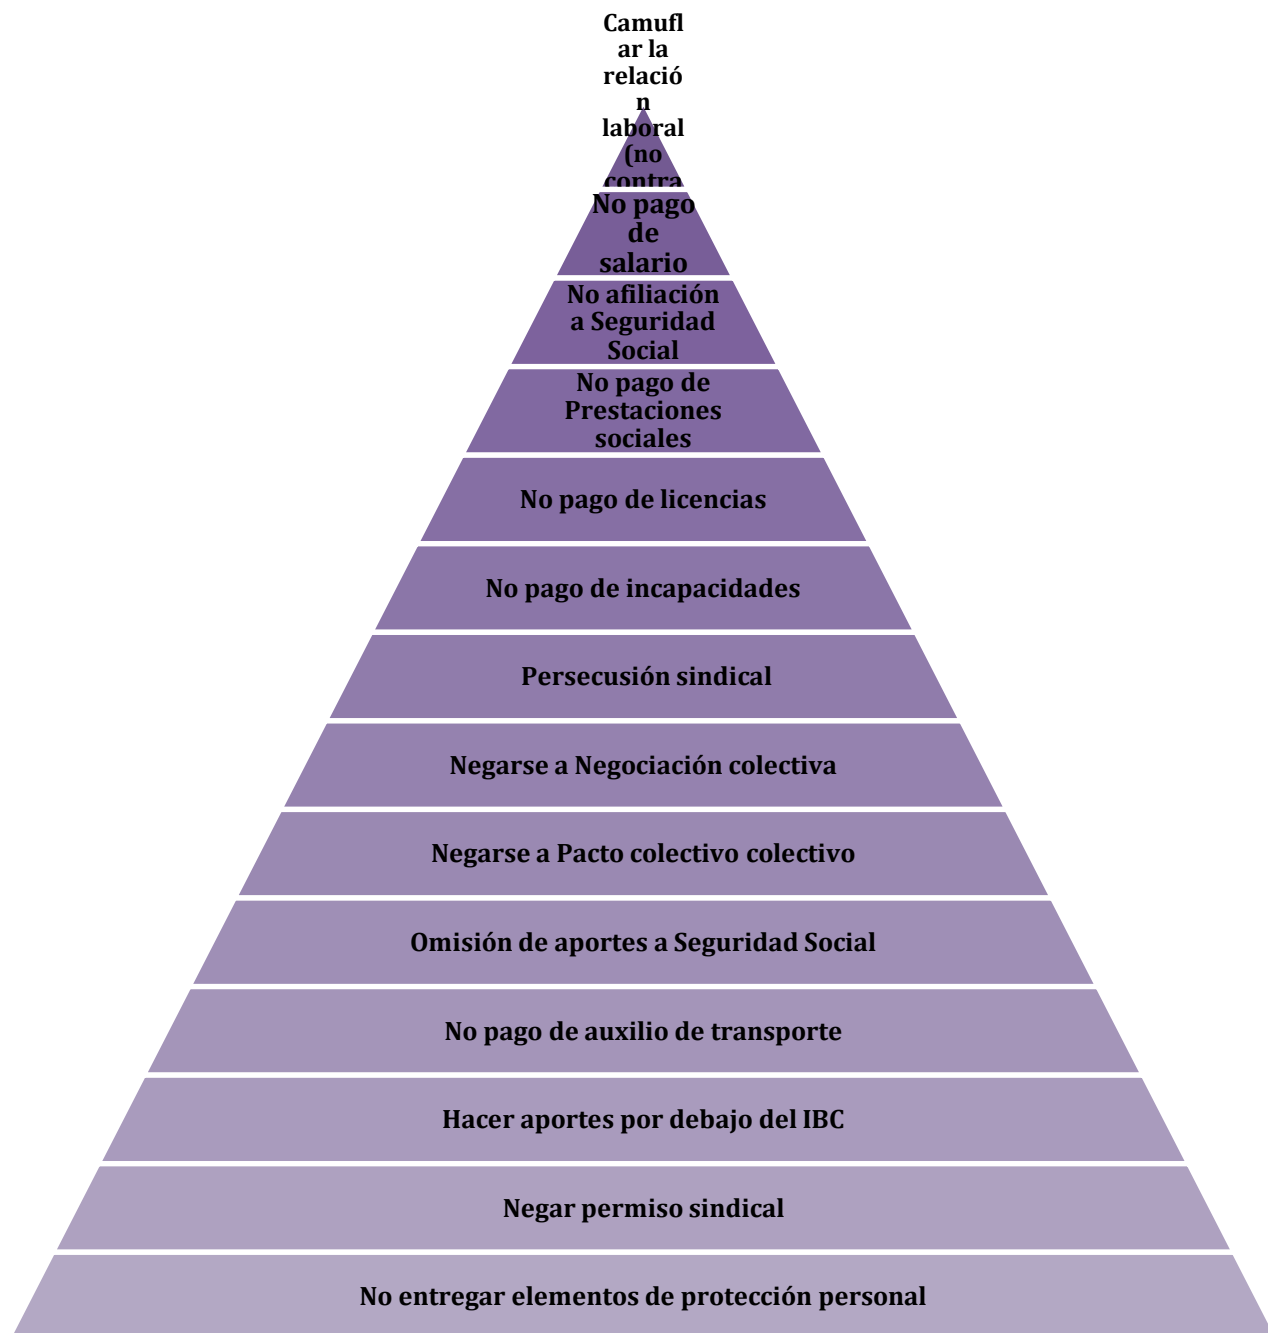 Camufl
ar la
relació
n
laboral
(no
contra
No pago
de
salario
No afiliación
a Seguridad
Social
No pago de
Prestaciones
sociales
No pago de licencias
No pago de incapacidades
Persecusión sindical
Negarse a Negociación colectiva
Negarse a Pacto colectivo colectivo
Omisión de aportes a Seguridad Social
No pago de auxilio de transporte
Hacer aportes por debajo del IBC
Negar permiso sindical
No entregar elementos de protección personal